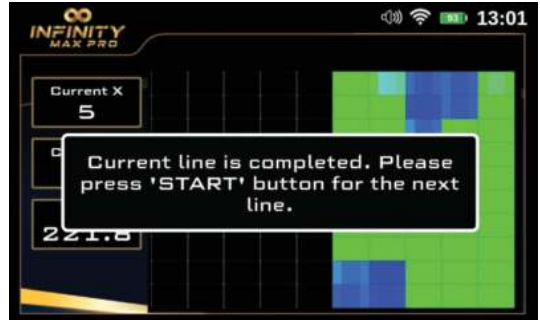 INFINITY
MAX PRO
93
13:01
Current X
5
Current line is completed. Please
press 'START' button for the next
line.
221.8